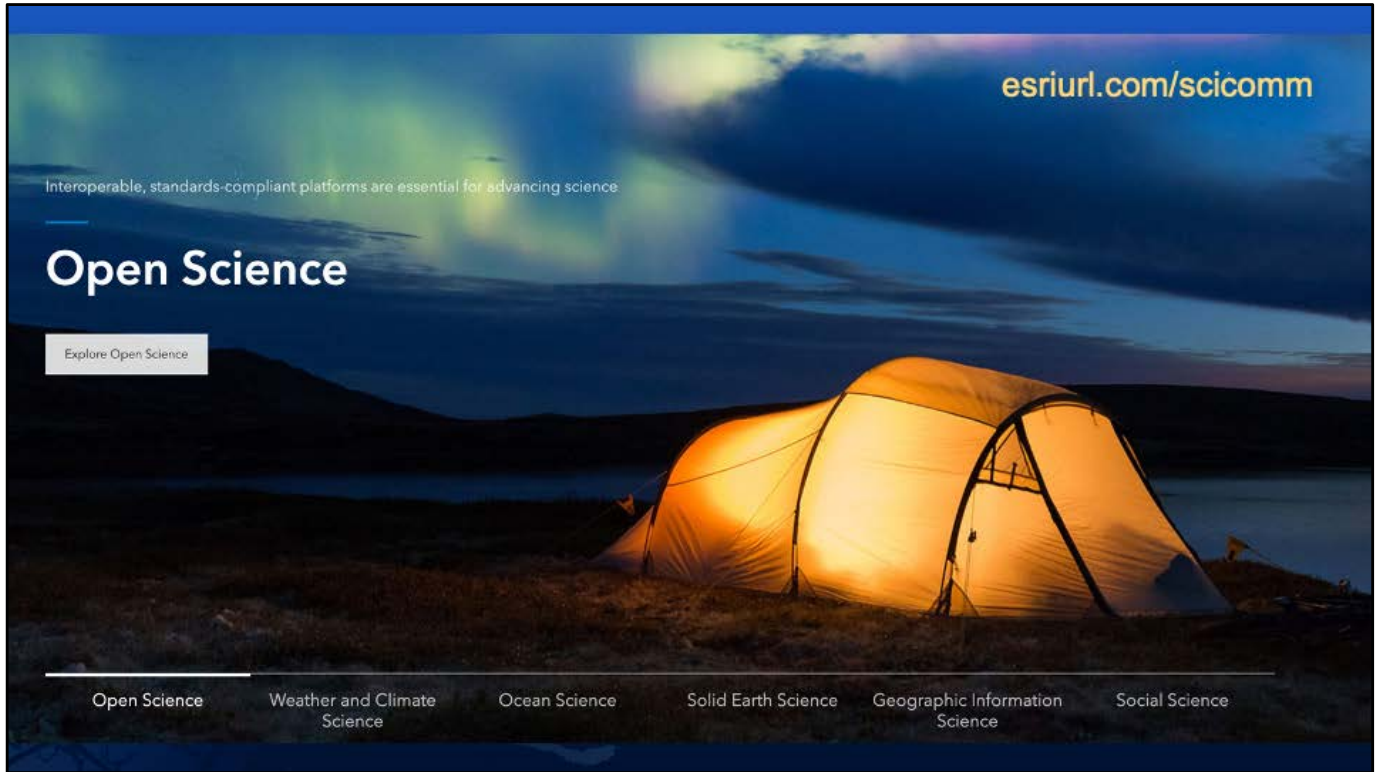 esriurl.com/scicomm
Interoperable, standards-compliant platforms are essential for advancing science
Open Science
Explore Open Science
Open Science
Weather and Climate
Science
Ocean Science
Solid Earth Science
Geographic Information
Science
Social Science